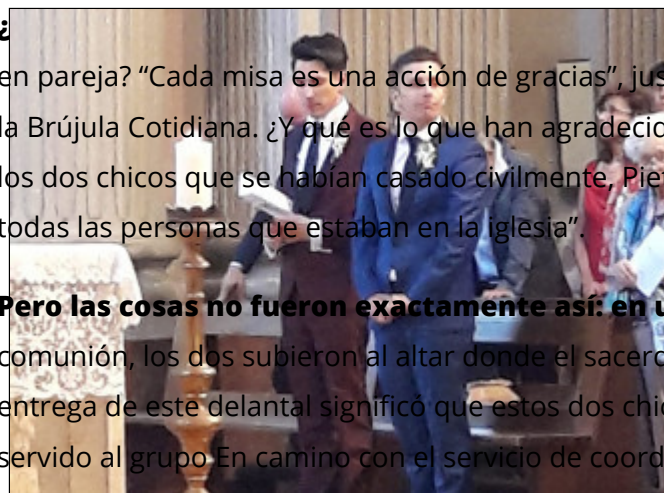 ¿
en pareja? “Cada misa es una acción de gracias”, jus
la Brújula Cotidiana. ¿Y qué es lo que han agradecid
los dos chicos que se habían casado civilmente, Piet
todas las personas que estaban en la iglesia”.
Pero las cosas no fueron exactamente así: en u
comunión, los dos subieron al altar donde el sacerd
entrega de este delantal significó que estos dos chic
servido al grupo En camino con el servicio de coord